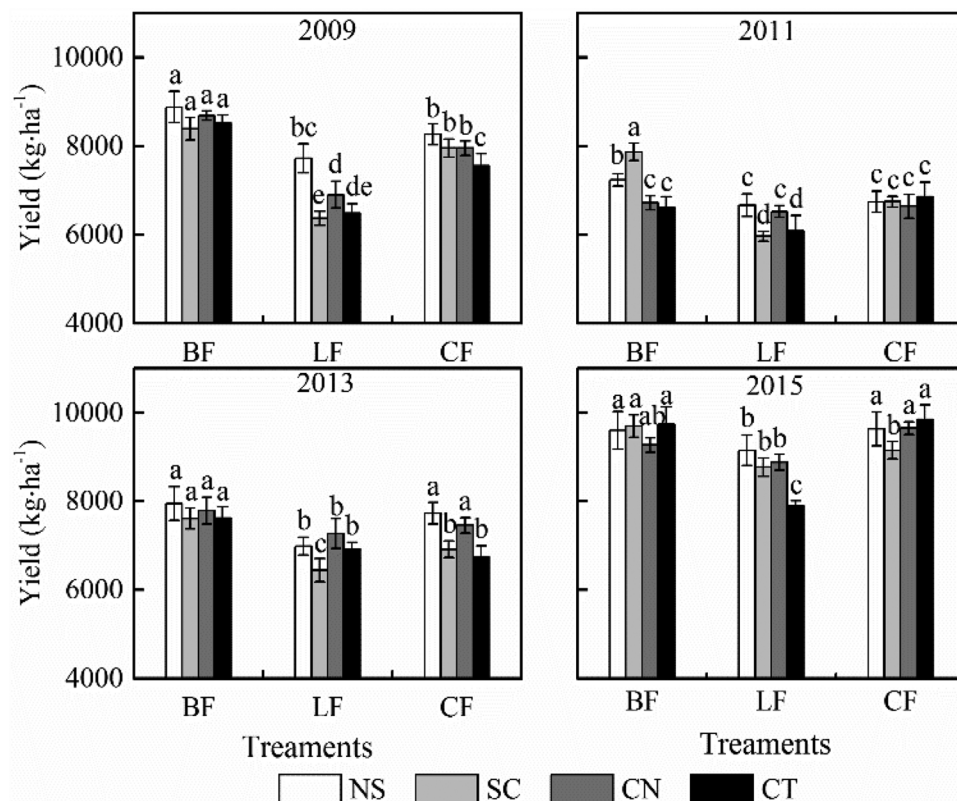 2009
10000
8000
6000
4000
Yield (kg·ha⁻¹)
a a a a
bc e d de
b b b c
BF LF CF
2011
b a c c
c d c d
c c c c
BF LF CF
2013
10000
8000
6000
4000
Yield (kg·ha⁻¹)
a a a a
b c b b
a b a b
BF LF CF
Treaments
2015
a a ab a
b b b c
a b a a
BF LF CF
Treaments
NS SC CN CT